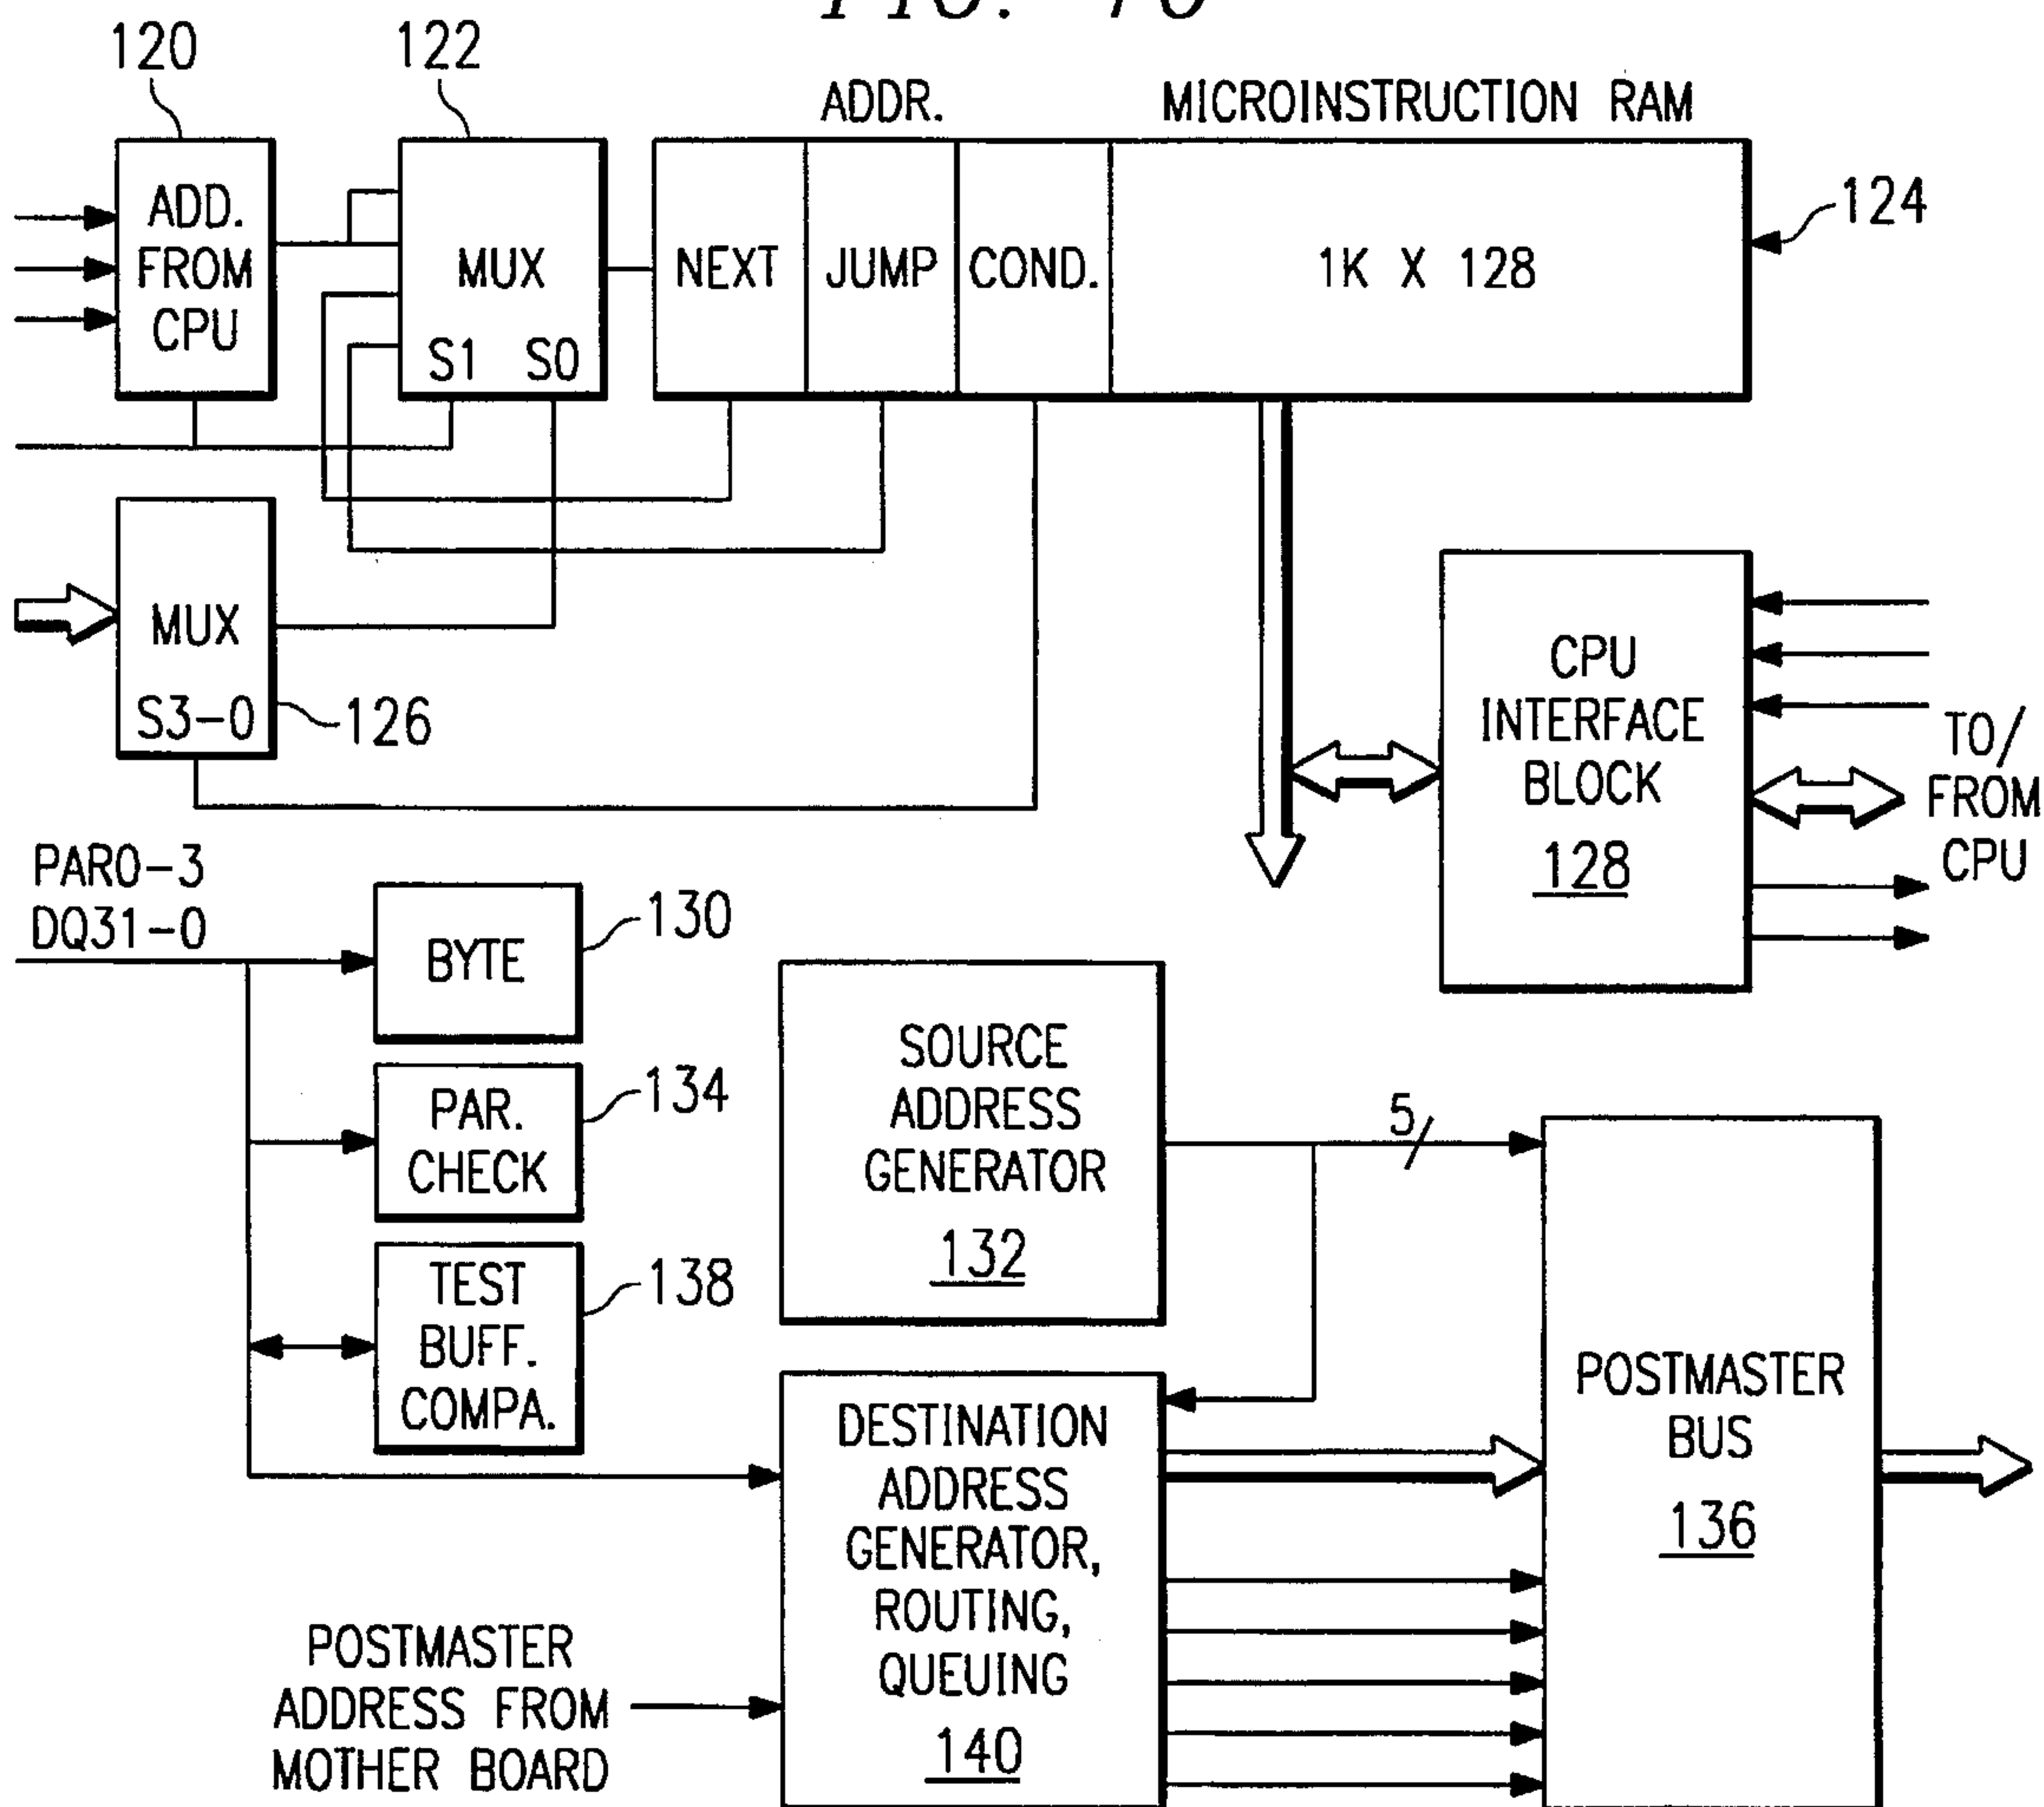 120
122
ADDR.
MICROINSTRUCTION RAM
ADD.
FROM
CPU
MUX
S1 S0
NEXT
JUMP
COND.
1K X 128
124
MUX
S3-0
126
CPU
INTERFACE
BLOCK
128
TO/
FROM
CPU
PAR0-3
DQ31-0
BYTE
130
PAR.
CHECK
134
TEST
BUFF.
COMPA.
138
SOURCE
ADDRESS
GENERATOR
132
5
POSTMASTER
BUS
136
DESTINATION
ADDRESS
GENERATOR,
ROUTING,
QUEUING
140
POSTMASTER
ADDRESS FROM
MOTHER BOARD